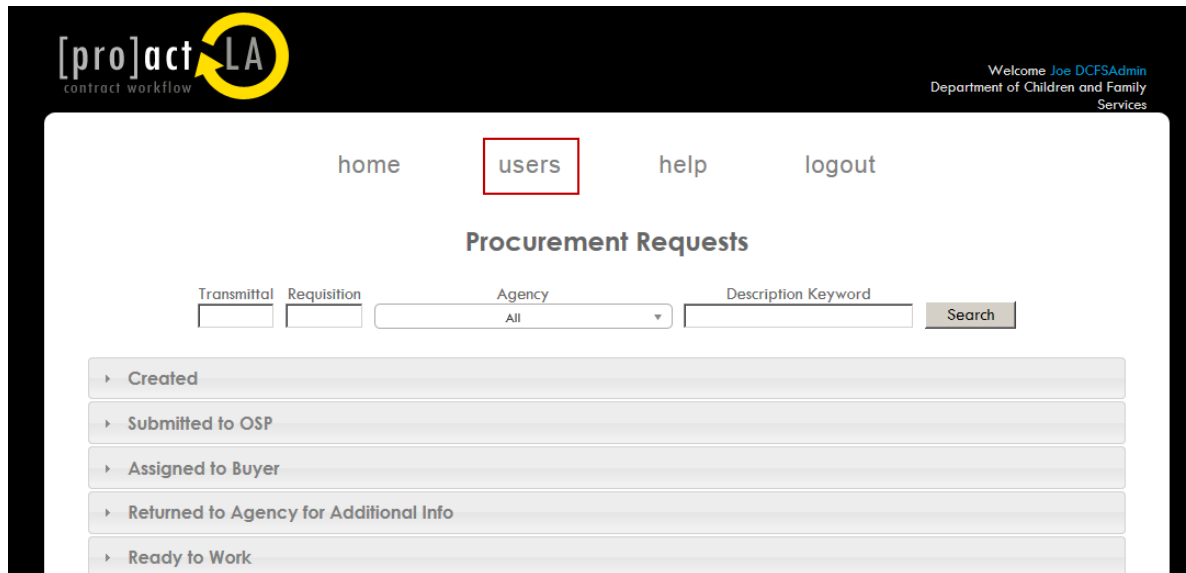 [pro]act LA
contract workflow
Welcome Joe DCFSAdmin
Department of Children and Family
Services
home users help logout
Procurement Requests
Transmittal Requisition Agency Description Keyword
All Search
Created
Submitted to OSP
Assigned to Buyer
Returned to Agency for Additional Info
Ready to Work